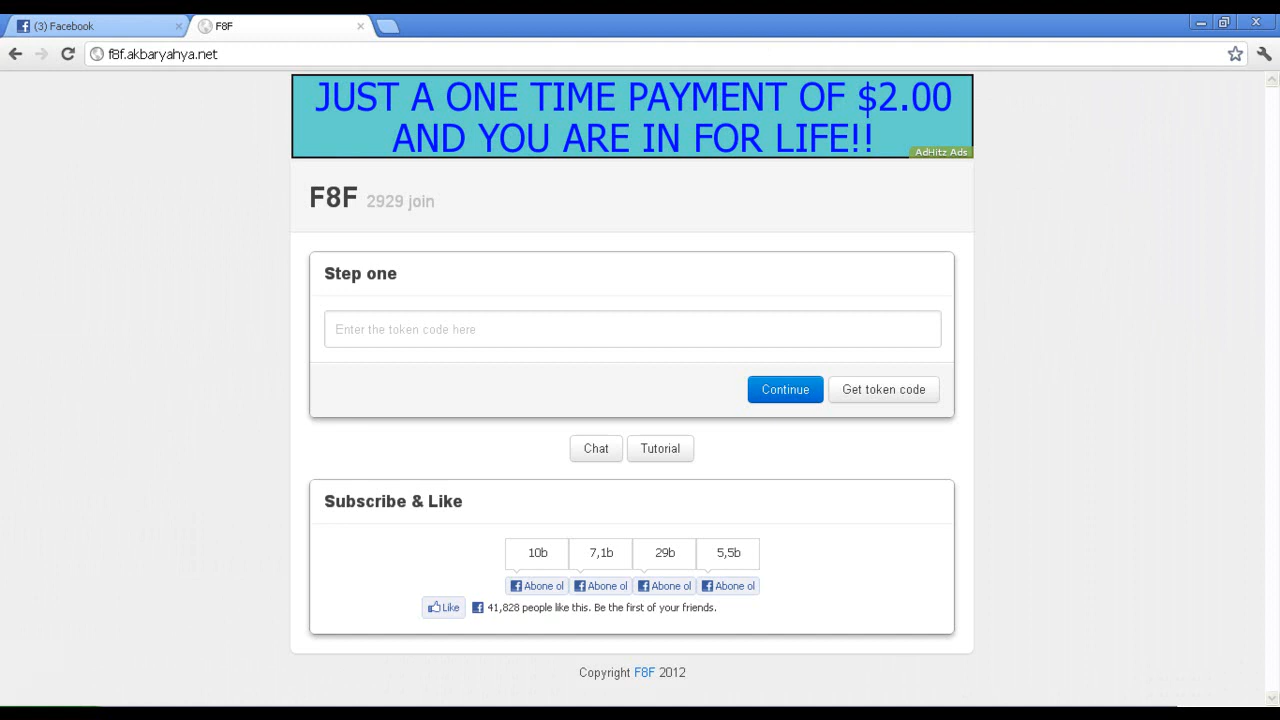 (3) Facebook
F8F
f8f.akbaryahya.net
JUST A ONE TIME PAYMENT OF $2.00
AND YOU ARE IN FOR LIFE!!
AdHitz Ads
F8F 2929 join
Step one
Enter the token code here
Continue Get token code
Chat Tutorial
Subscribe & Like
10b 7,1b 29b 5,5b
Abone ol Abone ol Abone ol Abone ol
Like 41,828 people like this. Be the first of your friends.
Copyright F8F 2012